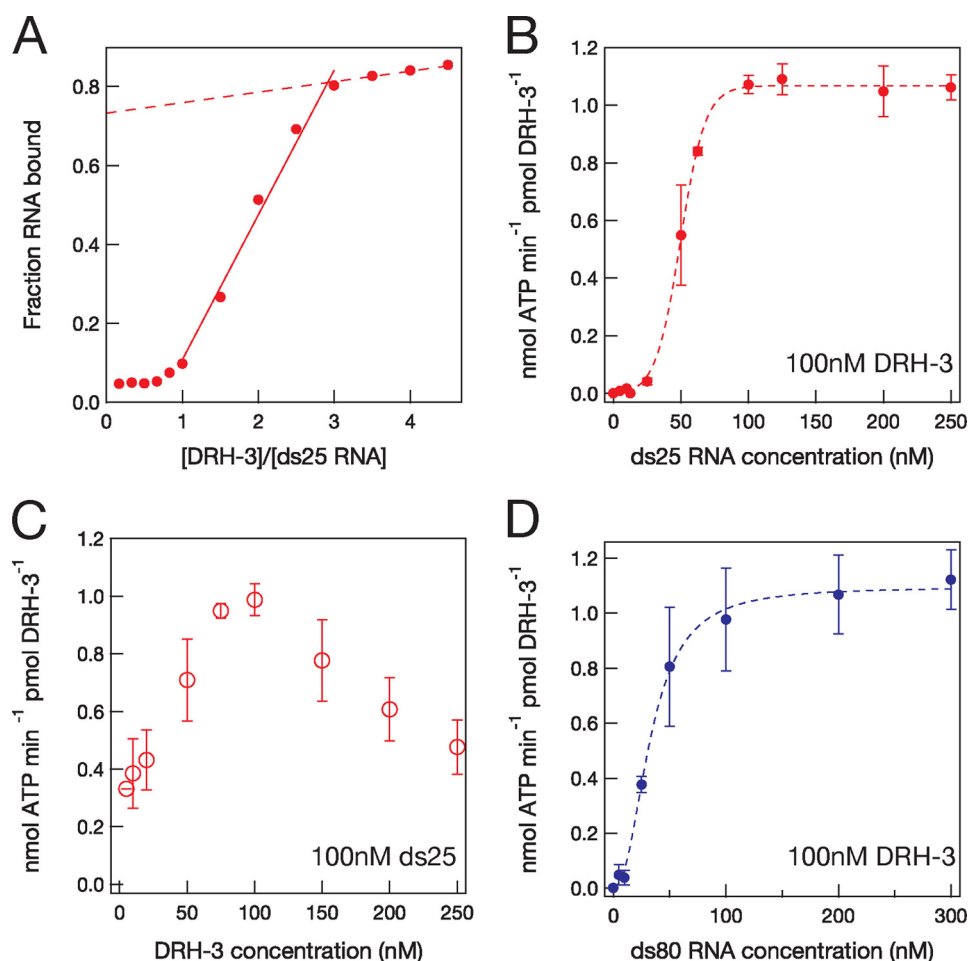 A
Fraction RNA bound
0.8
0.6
0.4
0.2
0.0
0 1 2 3 4
[DRH-3]/[ds25 RNA]
B
nmol ATP min⁻¹ pmol DRH-3⁻¹
1.2
1.0
0.8
0.6
0.4
0.2
0.0
100nM DRH-3
0 50 100 150 200 250
ds25 RNA concentration (nM)
C
nmol ATP min⁻¹ pmol DRH-3⁻¹
1.2
1.0
0.8
0.6
0.4
0.2
0.0
100nM ds25
0 50 100 150 200 250
DRH-3 concentration (nM)
D
nmol ATP min⁻¹ pmol DRH-3⁻¹
1.2
1.0
0.8
0.6
0.4
0.2
0.0
100nM DRH-3
0 100 200 300
ds80 RNA concentration (nM)